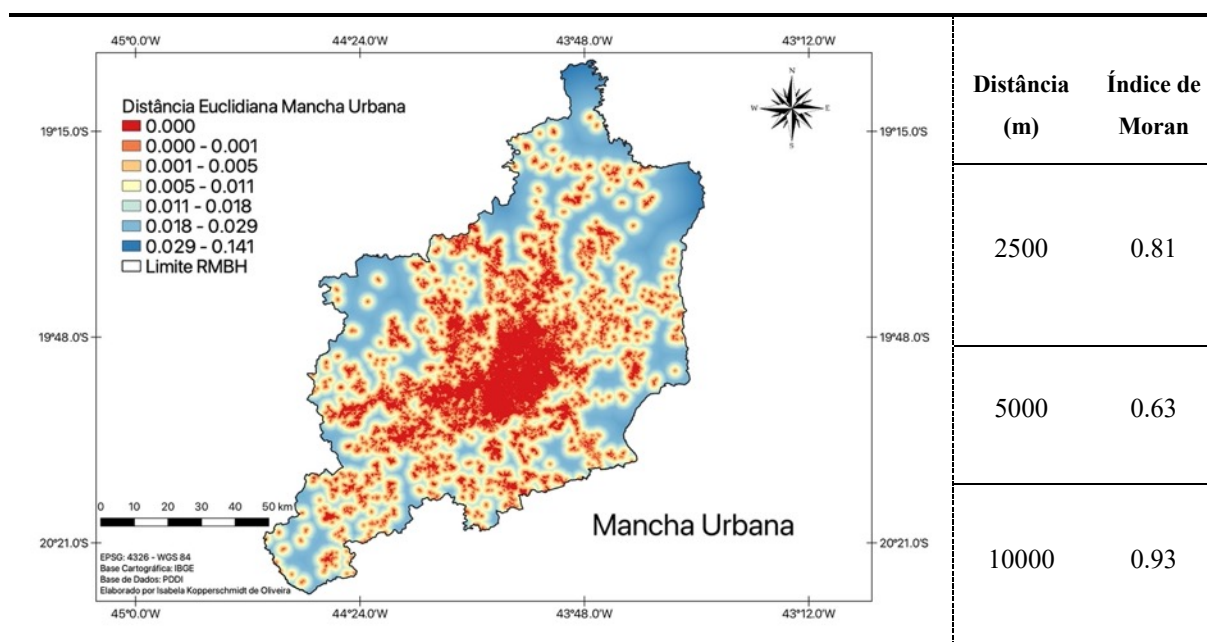 45°0.0'W 44°24.0'W 43°48.0'W 43°12.0'W
N
W E
S
Distância Euclidiana Mancha Urbana
0.000
0.000 - 0.001
0.001 - 0.005
0.005 - 0.011
0.011 - 0.018
0.018 - 0.029
0.029 - 0.141
Limite RMBH
19°15.0'S 19°15.0'S
19°48.0'S 19°48.0'S
0 10 20 30 40 50 km
Mancha Urbana
20°21.0'S 20°21.0'S
EPSG: 4326 - WGS 84
Base Cartográfica: IBGE
Base de Dados: PDDI
Elaborado por Isabela Kopperschmidt de Oliveira
45°0.0'W 44°24.0'W 43°48.0'W 43°12.0'W
Distância Índice de
(m) Moran
2500 0.81
5000 0.63
10000 0.93